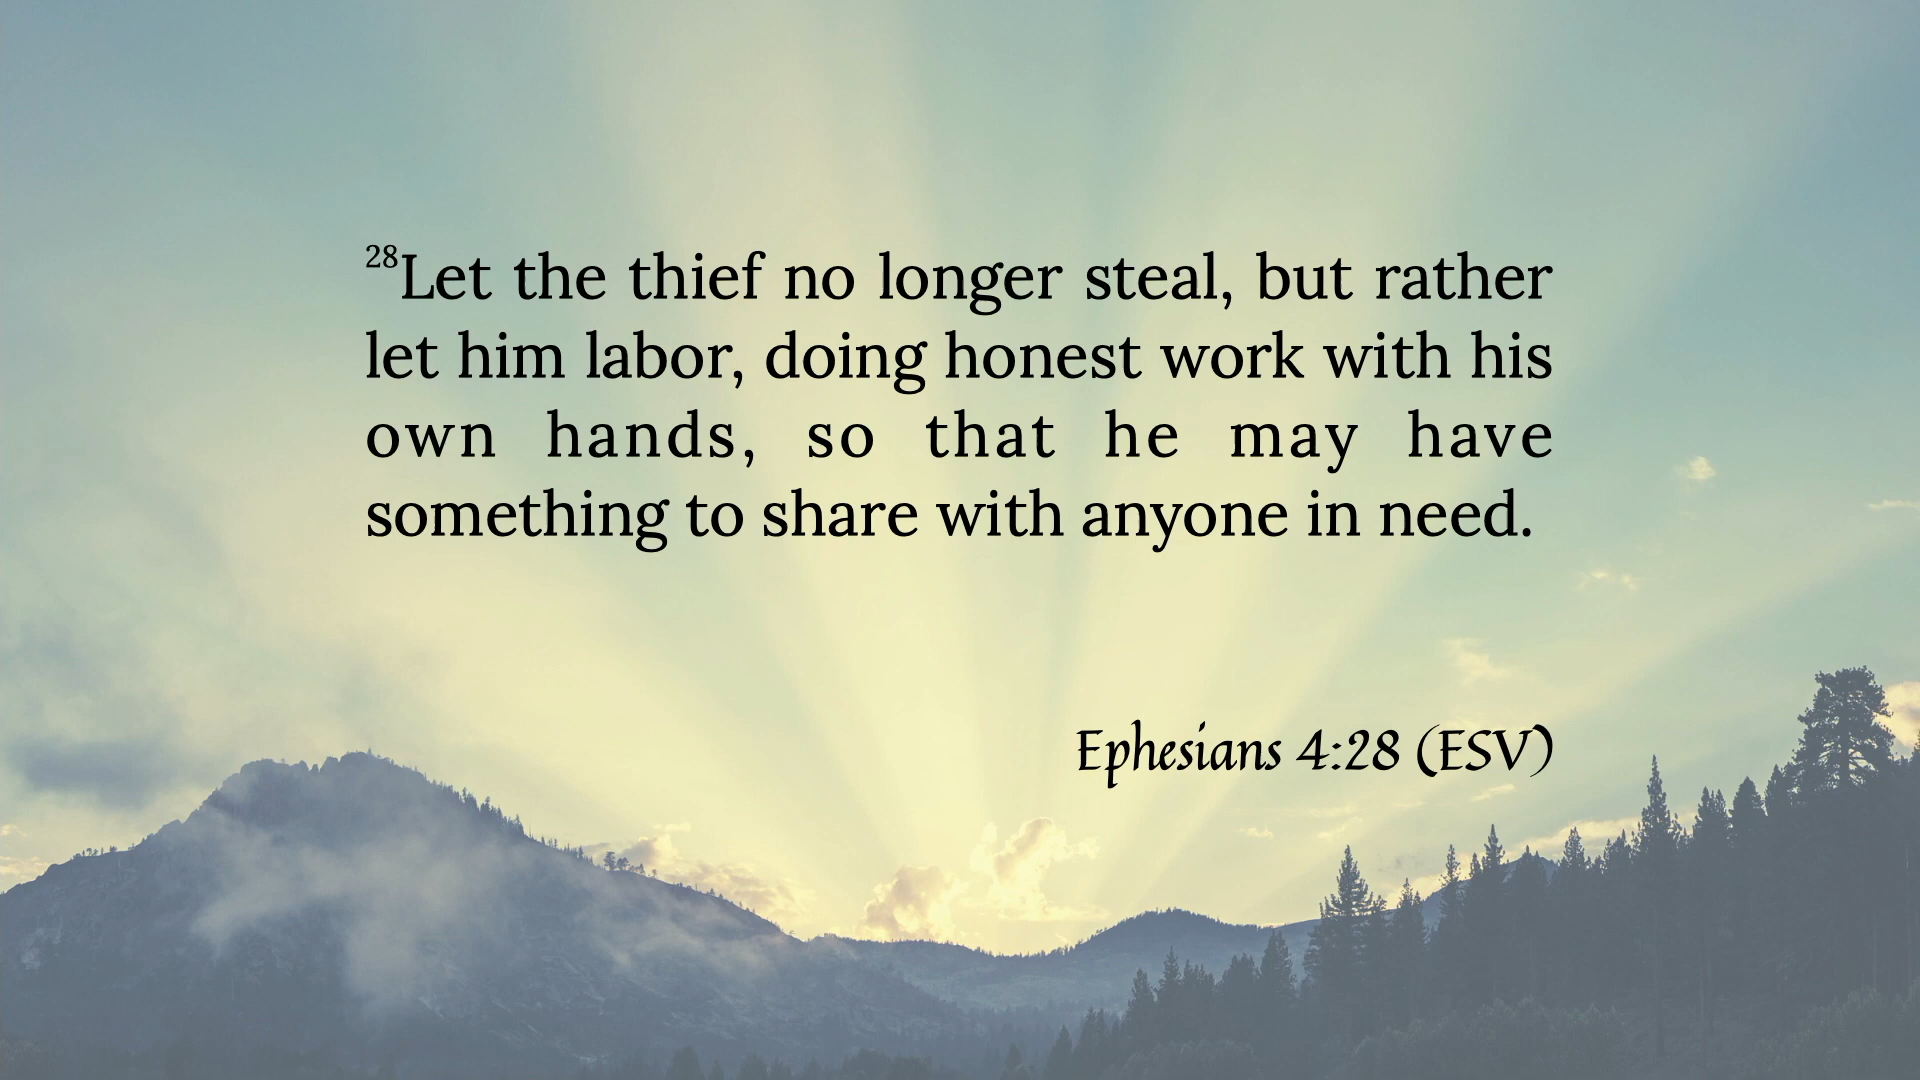 28Let the thief no longer steal, but rather
let him labor, doing honest work with his
own hands, so that he may have
something to share with anyone in need.
Ephesians 4:28 (ESV)